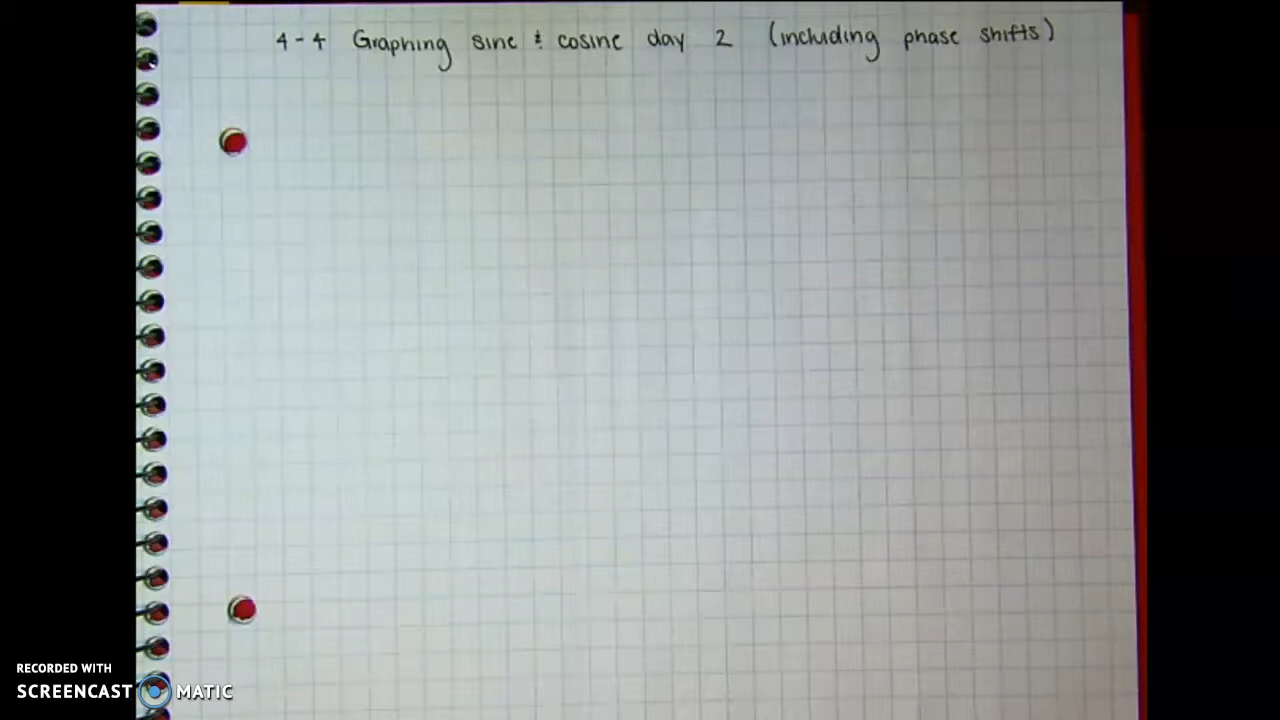 4-4 Graphing sine & cosine day 2 (including phase shifts)
RECORDED WITH
SCREENCAST MATIC